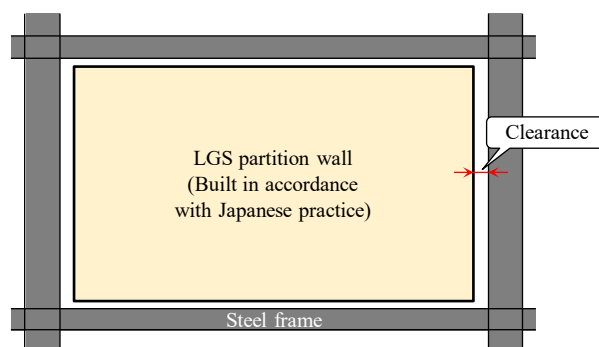 Clearance
LGS partition wall
(Built in accordance
with Japanese practice)
Steel frame